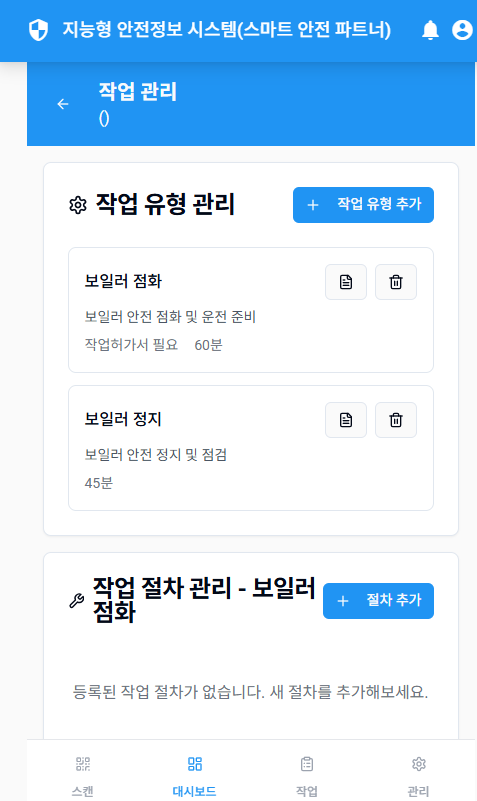 지능형 안전정보 시스템(스마트 안전 파트너)
작업 관리
()
작업 유형 관리
작업 유형 추가
보일러 점화
보일러 안전 점화 및 운전 준비
작업허가서 필요 60분
보일러 정지
보일러 안전 정지 및 점검
45분
작업 절차 관리 - 보일러
점화
절차 추가
등록된 작업 절차가 없습니다. 새 절차를 추가해보세요.
스캔
대시보드
작업
관리